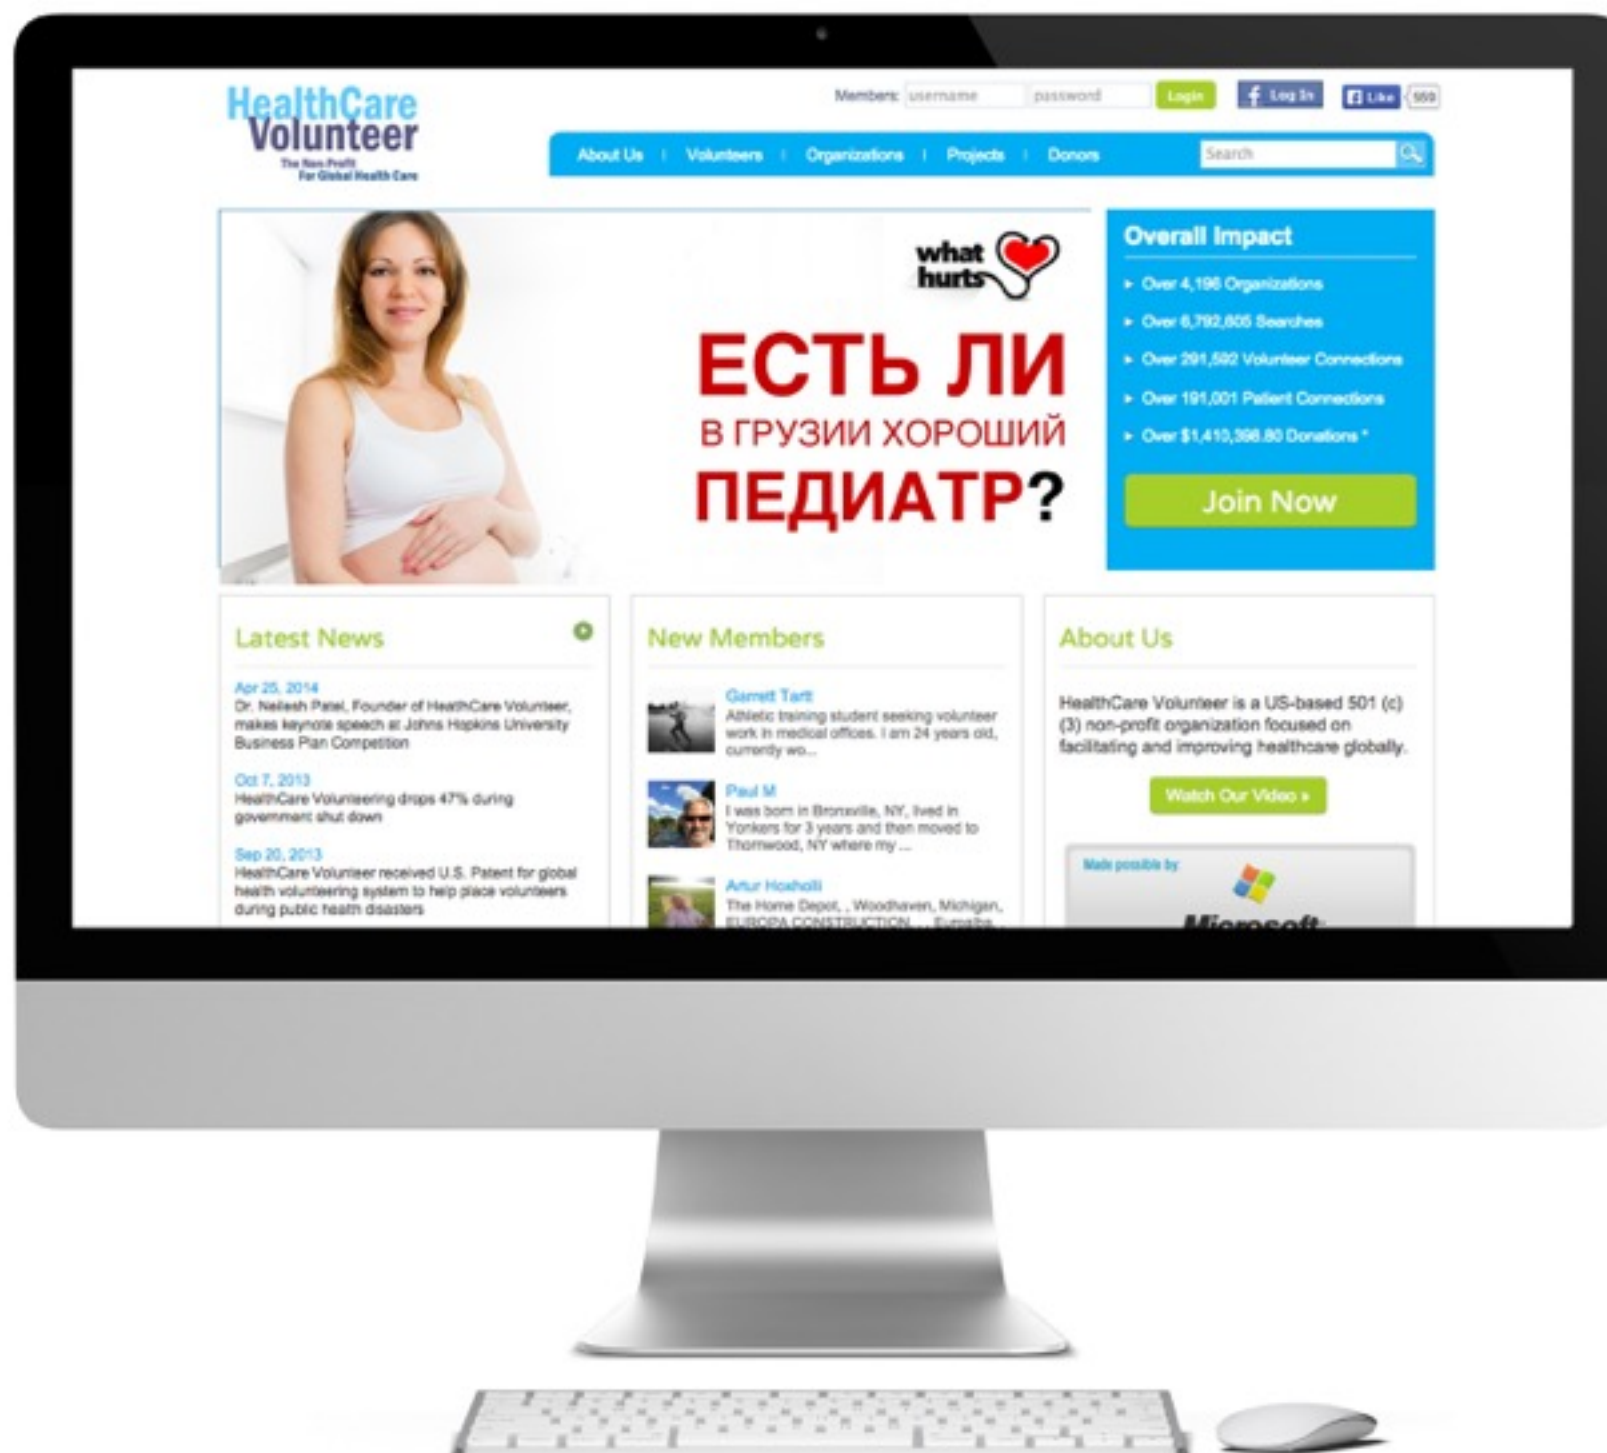 HealthCare
Volunteer
The Non-Profit
For Global Health Care
Members: username password Login Log In Like 559
About Us | Volunteers | Organizations | Projects | Donors Search
what
hurts
ЕСТЬ ЛИ
В ГРУЗИИ ХОРОШИЙ
ПЕДИАТР?
Overall Impact
Over 4,196 Organizations
Over 6,792,605 Searches
Over 291,592 Volunteer Connections
Over 191,001 Patient Connections
Over $1,410,398.80 Donations *
Join Now
Latest News
Apr 25, 2014
Dr. Neilesh Patel, Founder of HeathCare Volunteer,
makes keynote speech at Johns Hopkins University
Business Plan Competition
Oct 7, 2013
HealthCare Volunteering drops 47% during
government shut down
Sep 20, 2013
HealthCare Volunteer received U.S. Patent for global
health volunteering system to help place volunteers
during public health disasters
New Members
Garrett Tartt
Athletic training student seeking volunteer
work in medical offices. I am 24 years old,
currently wo...
Paul M
I was born in Bronxville, NY, lived in
Yonkers for 3 years and then moved to
Thornwood, NY where my ...
Artur Hoxholli
The Home Depot, , Woodhaven, Michigan,
EUROPA CONSTRUCTION, , ,
About Us
HealthCare Volunteer is a US-based 501 (c)
(3) non-profit organization focused on
facilitating and improving healthcare globally.
Watch Our Video »
Made possible by:
Microsoft